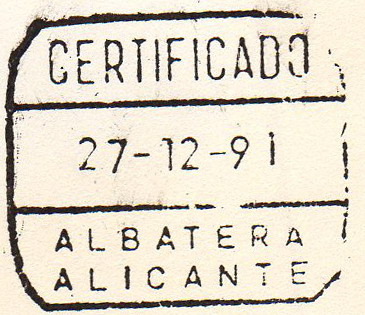 CERTIFICADO
27-12-91
ALBATERA
ALICANTE